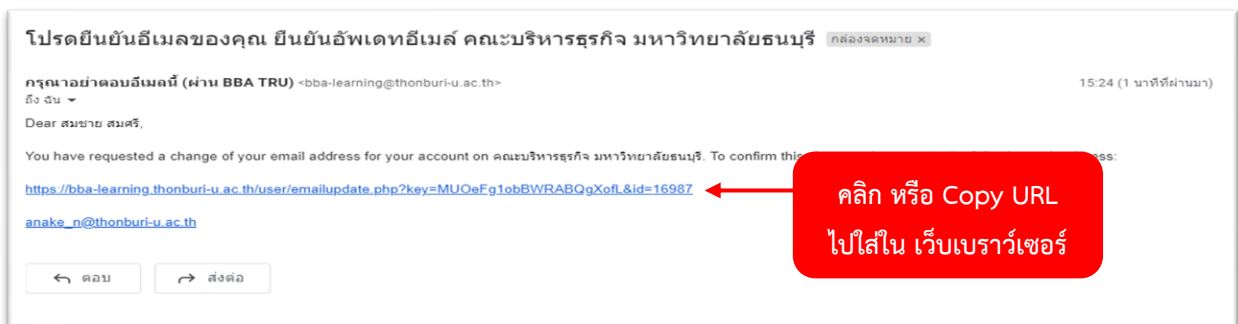 โปรดยืนยันอีเมลของคุณ ยืนยันอัพเดทอีเมล์ คณะบริหารธุรกิจ มหาวิทยาลัยธนบุรี กล่องจดหมาย ×
กรุณาอย่าตอบอีเมลนี้ (ผ่าน BBA TRU) <bba-learning@thonburi-u.ac.th> 15:24 (1 นาทีที่ผ่านมา)
ถึง ฉัน
Dear สมชาย สมศรี,
You have requested a change of your email address for your account on คณะบริหารธุรกิจ มหาวิทยาลัยธนบุรี. To confirm this
https://bba-learning.thonburi-u.ac.th/user/emailupdate.php?key=MUOeFg1obBWRABQgXofL&id=16987
คลิก หรือ Copy URL
ไปใส่ใน เว็บเบราว์เซอร์
anake_n@thonburi-u.ac.th
ตอบ ส่งต่อ